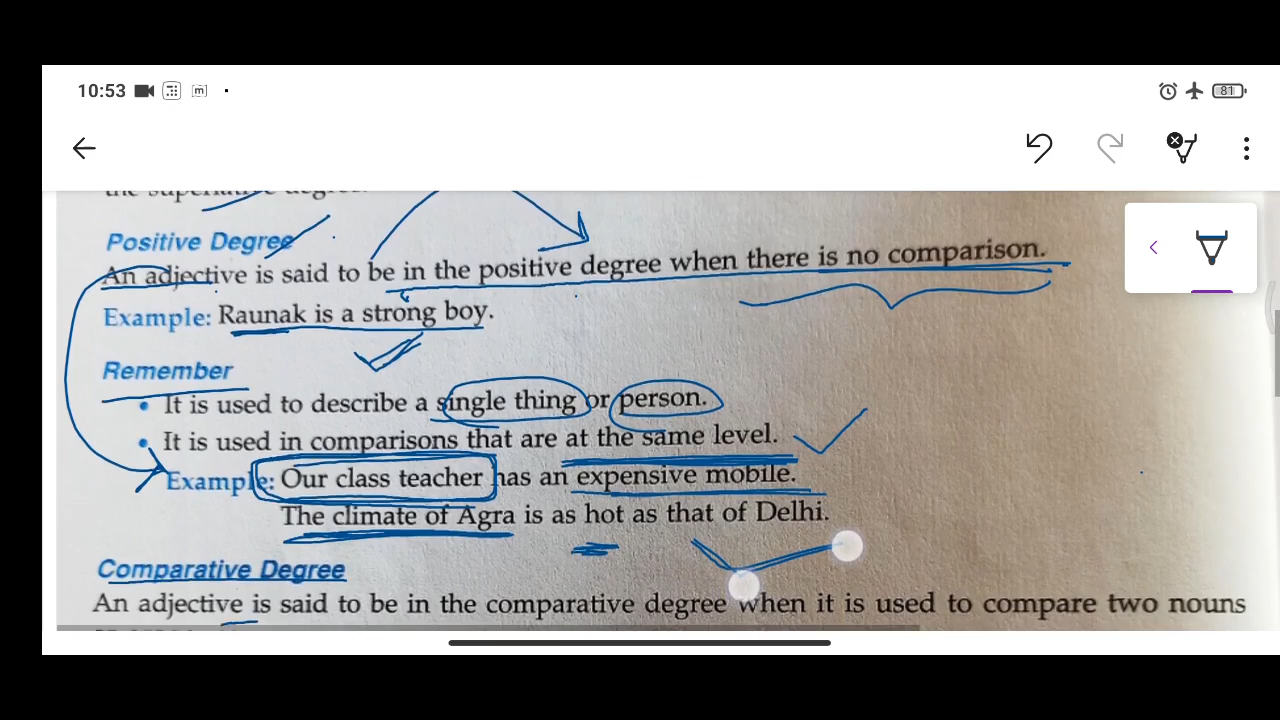 10:53
81
Positive Degree
An adjective is said to be in the positive degree when there is no comparison.
Example: Raunak is a strong boy.
Remember
• It is used to describe a single thing or person.
• It is used in comparisons that are at the same level.
Example: Our class teacher has an expensive mobile.
The climate of Agra is as hot as that of Delhi.
Comparative Degree
An adjective is said to be in the comparative degree when it is used to compare two nouns